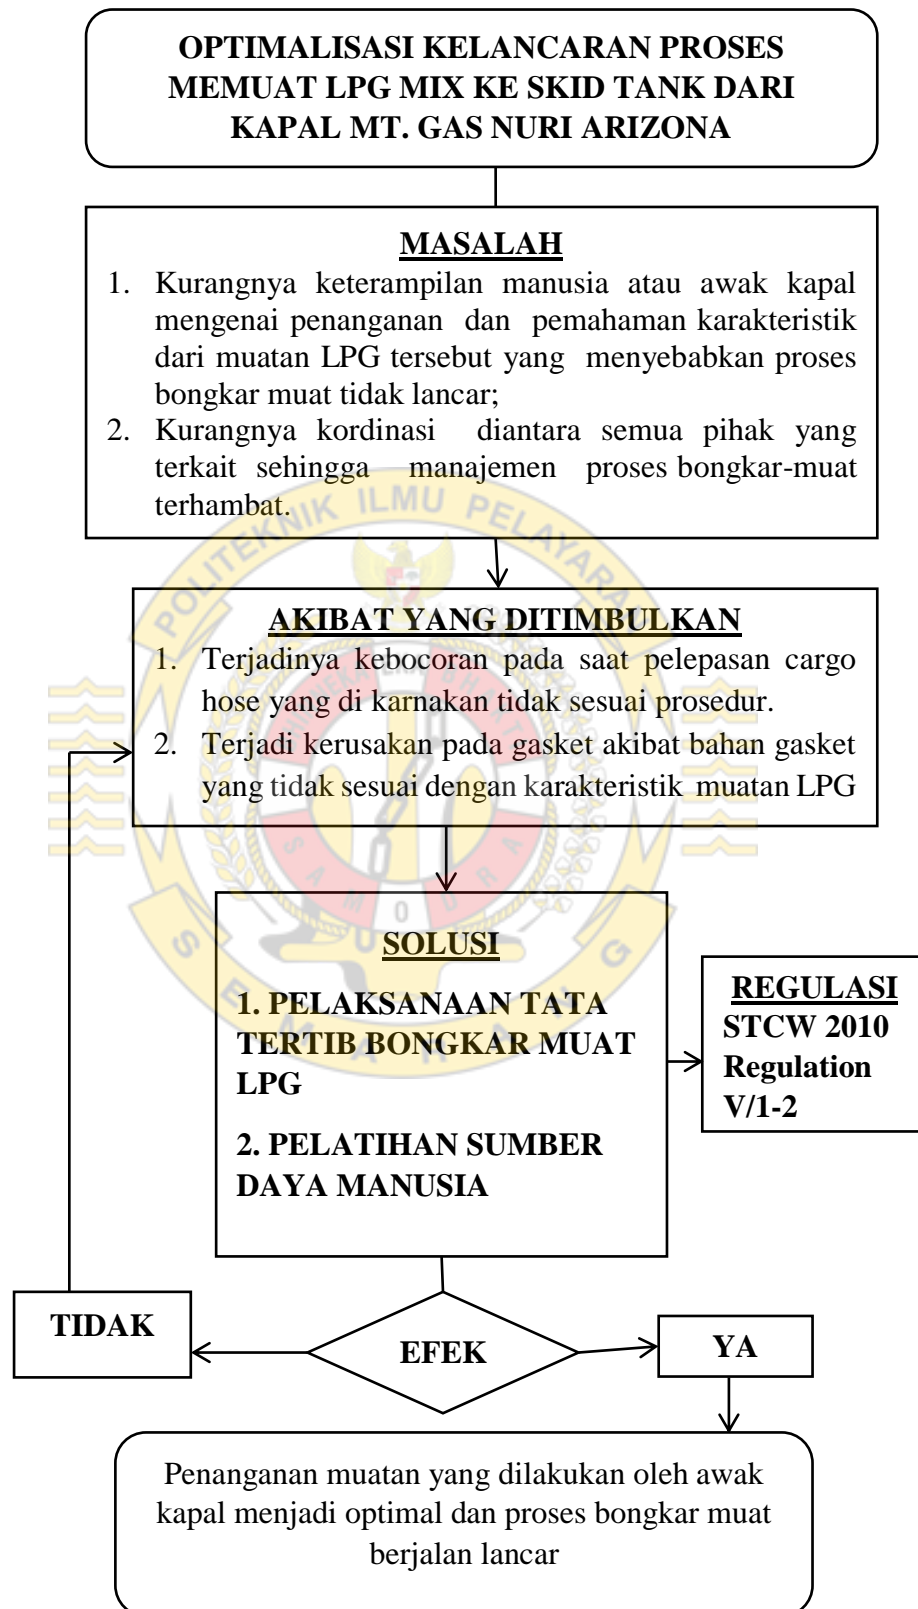 OPTIMALISASI KELANCARAN PROSES
MEMUAT LPG MIX KE SKID TANK DARI
KAPAL MT. GAS NURI ARIZONA
MASALAH
1. Kurangnya keterampilan manusia atau awak kapal
mengenai penanganan dan pemahaman karakteristik
dari muatan LPG tersebut yang menyebabkan proses
bongkar muat tidak lancar;
2. Kurangnya kordinasi diantara semua pihak yang
terkait sehingga manajemen proses bongkar-muat
terhambat.
POLITEKNIK ILMU PELAYARAN
AKIBAT YANG DITIMBULKAN
1. Terjadinya kebocoran pada saat pelepasan cargo
hose yang di karnakan tidak sesuai prosedur.
2. Terjadi kerusakan pada gasket akibat bahan gasket
yang tidak sesuai dengan karakteristik muatan LPG
SAMODRA
SEMARANG
SOLUSI
1. PELAKSANAAN TATA
TERTIB BONGKAR MUAT
LPG
2. PELATIHAN SUMBER
DAYA MANUSIA
REGULASI
STCW 2010
Regulation
V/1-2
TIDAK
EFEK
YA
Penanganan muatan yang dilakukan oleh awak
kapal menjadi optimal dan proses bongkar muat
berjalan lancar